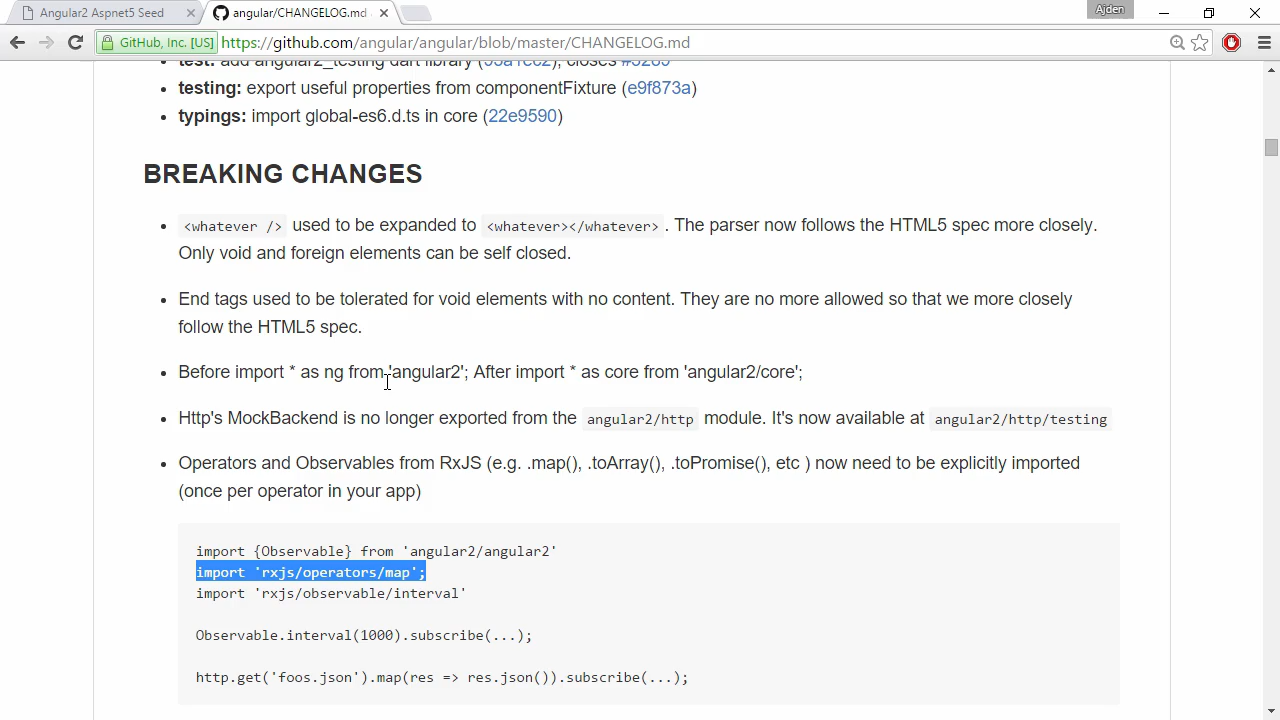 Angular2 Aspnet5 Seed
angular/CHANGELOG.md
Ajden
GitHub, Inc. [US] https://github.com/angular/angular/blob/master/CHANGELOG.md
test: add angular2_testing dart library (), closes
testing: export useful properties from componentFixture (e9f873a)
typings: import global-es6.d.ts in core (22e9590)
BREAKING CHANGES
<whatever /> used to be expanded to <whatever></whatever>. The parser now follows the HTML5 spec more closely.
Only void and foreign elements can be self closed.
End tags used to be tolerated for void elements with no content. They are no more allowed so that we more closely
follow the HTML5 spec.
Before import * as ng from 'angular2'; After import * as core from 'angular2/core';
Http's MockBackend is no longer exported from the angular2/http module. It's now available at angular2/http/testing
Operators and Observables from RxJS (e.g. .map(), .toArray(), .toPromise(), etc ) now need to be explicitly imported
(once per operator in your app)
import {Observable} from 'angular2/angular2'
import 'rxjs/operators/map';
import 'rxjs/observable/interval'
Observable.interval(1000).subscribe(...);
http.get('foos.json').map(res => res.json()).subscribe(...);